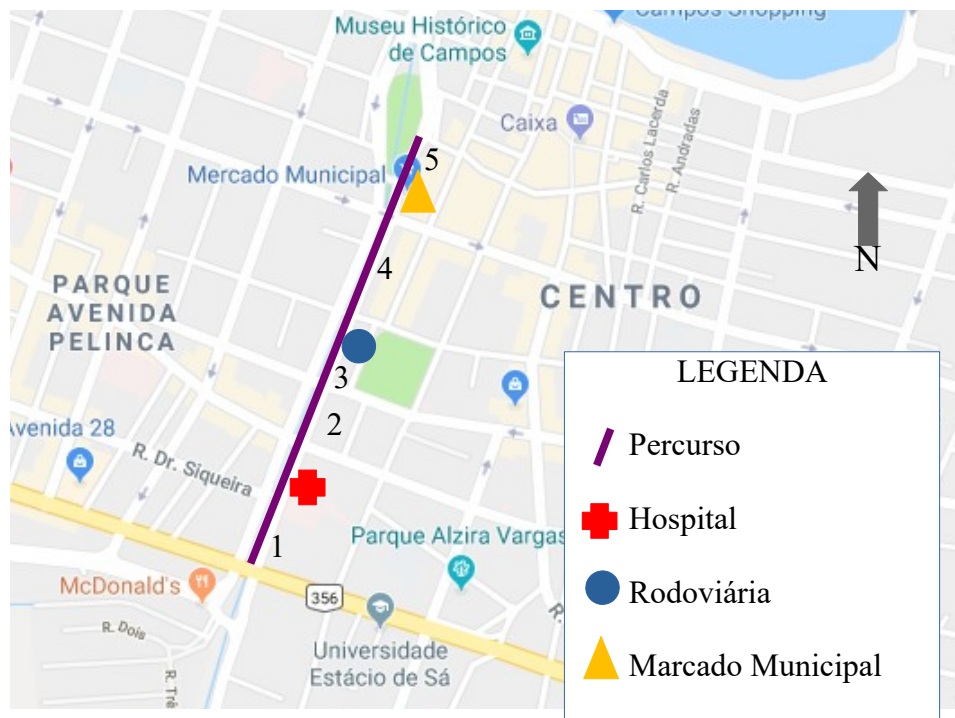 Campos Shopping
Museu Histórico
de Campos
Caixa
R. Carlos Lacerda
R. Andradas
5
Mercado Municipal
N
4
PARQUE
AVENIDA
PELINCA
CENTRO
3
2
1
Avenida 28
R. Dr. Siqueira
Parque Alzira Vargas
McDonald's
356
R. Dois
R. Trê
Universidade
Estácio de Sá
R.
LEGENDA
Percurso
Hospital
Rodoviária
Marcado Municipal